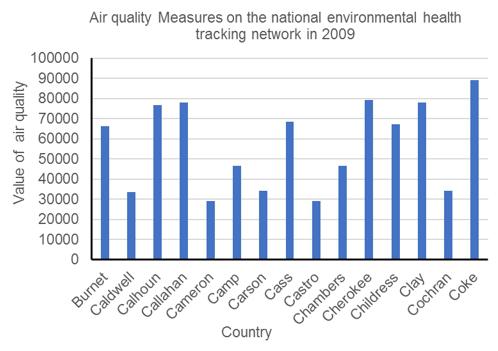 Air quality Measures on the national environmental health
tracking network in 2009
Value of air quality
100000
90000
80000
70000
60000
50000
40000
30000
20000
10000
0
Burnet
Caldwell
Calhoun
Callahan
Cameron
Camp
Carson
Cass
Castro
Chambers
Cherokee
Childress
Clay
Cochran
Coke
Country